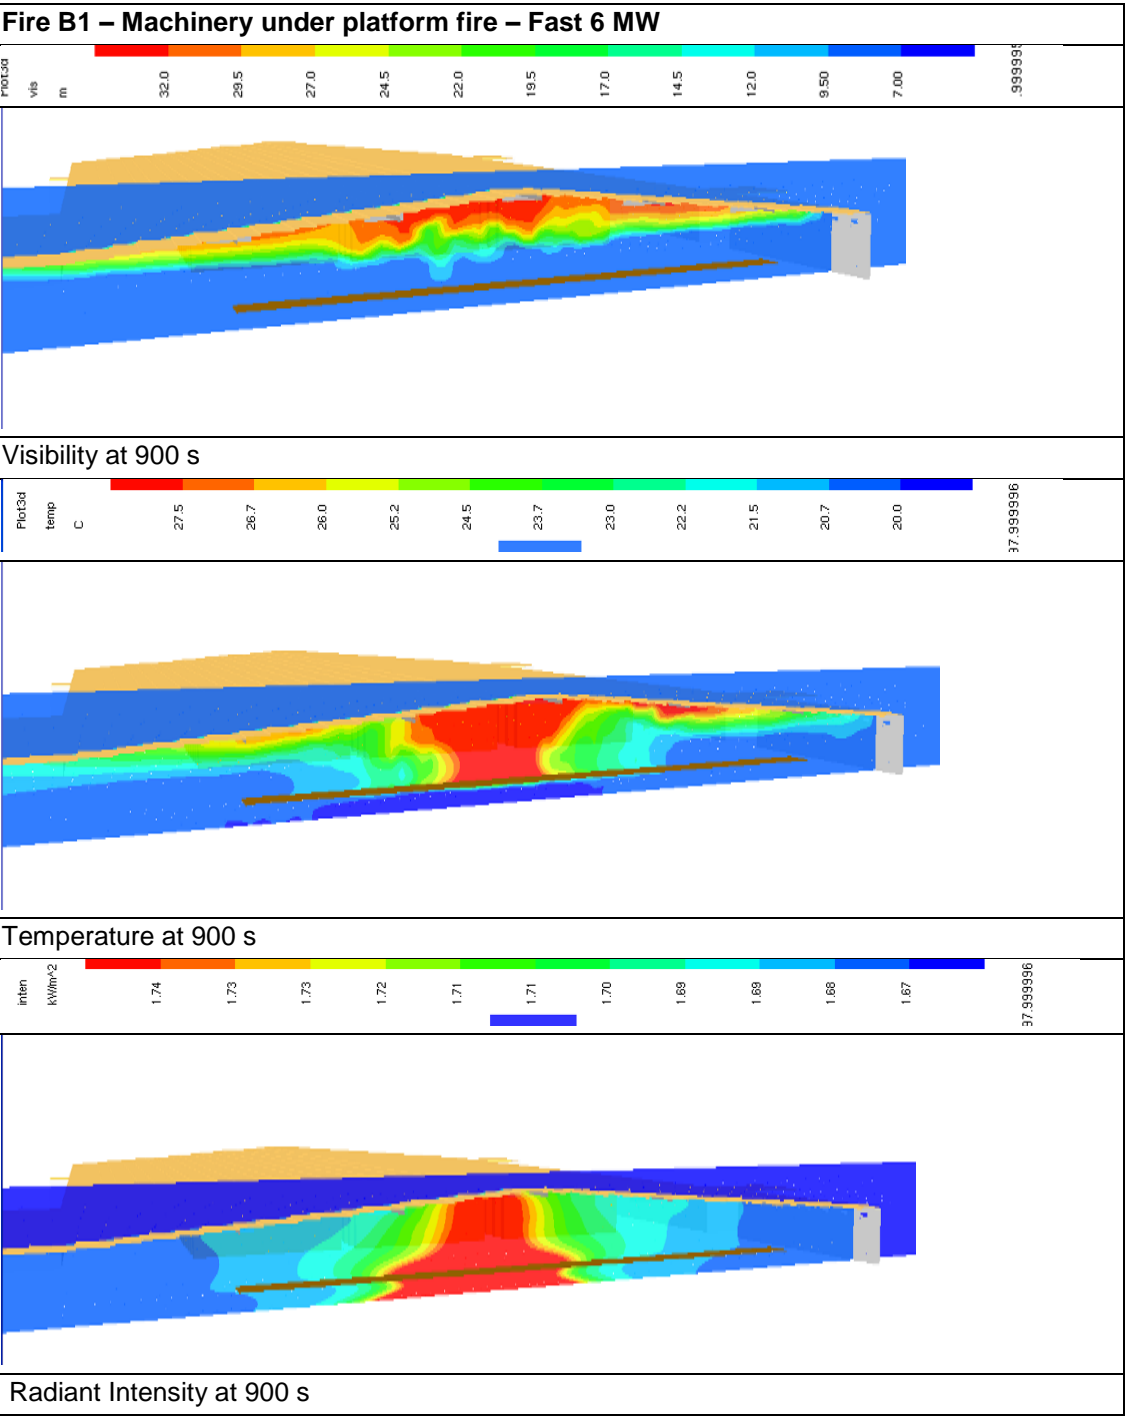 Fire B1 – Machinery under platform fire – Fast 6 MW
Plot3d
vis
m
32.0
29.5
27.0
24.5
22.0
19.5
17.0
14.5
12.0
9.50
7.00
Visibility at 900 s
Plot3d
temp
C
27.5
26.7
26.0
25.2
24.5
23.7
23.0
22.2
21.5
20.7
20.0
Temperature at 900 s
inten
kW/m^2
1.74
1.73
1.73
1.72
1.71
1.71
1.70
1.69
1.69
1.68
1.67
Radiant Intensity at 900 s